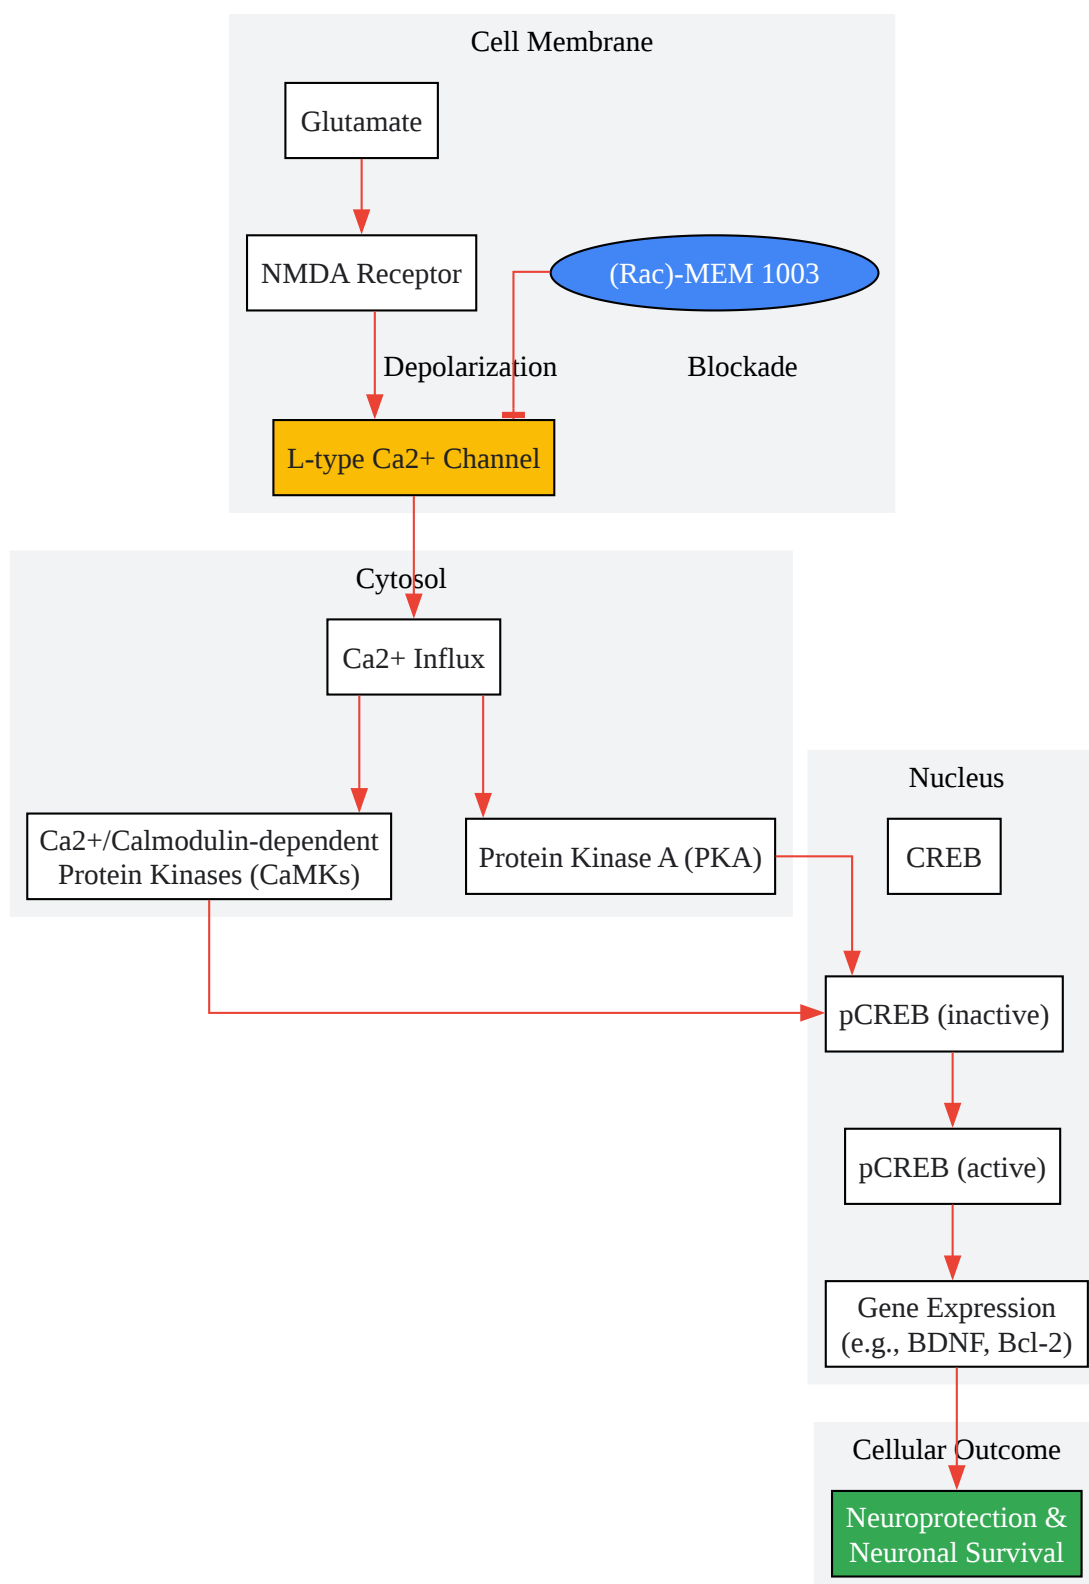 Cell Membrane
Glutamate
NMDA Receptor
(Rac)-MEM 1003
Depolarization
Blockade
L-type Ca2+ Channel
Cytosol
Ca2+ Influx
Nucleus
Ca2+/Calmodulin-dependent
Protein Kinases (CaMKs)
Protein Kinase A (PKA)
CREB
pCREB (inactive)
pCREB (active)
Gene Expression
(e.g., BDNF, Bcl-2)
Cellular Outcome
Neuroprotection &
Neuronal Survival